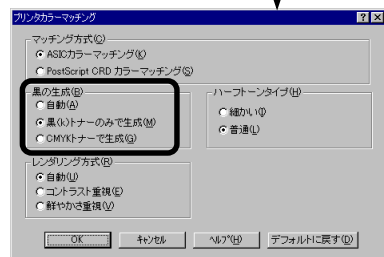 プリンタカラーマッチング
マッチング方式(C)
ASICカラーマッチング(K)
PostScript CRD カラーマッチング(S)
黒の生成(B)
自動(A)
黒(k)トナーのみで生成(M)
CMYKトナーで生成(G)
ハーフトーンタイプ(H)
細かい(I)
普通(L)
レンダリング方式(R)
自動(U)
コントラスト重視(E)
鮮やかさ重視(V)
OK キャンセル ヘルプ(H) デフォルトに戻す(D)